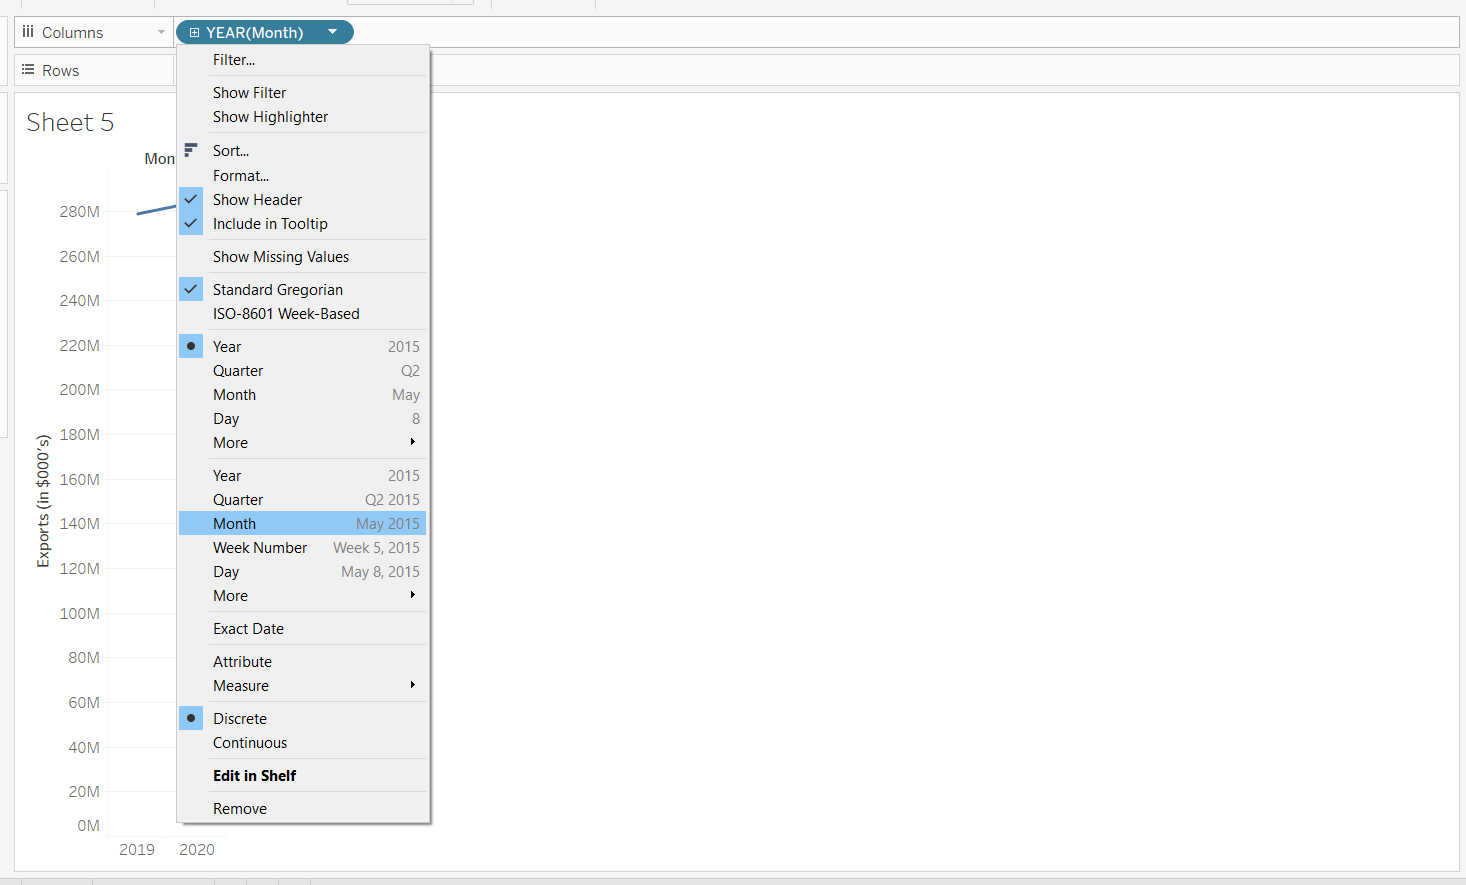 Columns
YEAR(Month)
Rows
Sheet 5
Mon
280M
260M
240M
220M
200M
180M
160M
140M
120M
100M
80M
60M
40M
20M
0M
Exports (in $000's)
2019 2020
Filter...
Show Filter
Show Highlighter
Sort...
Format...
Show Header
Include in Tooltip
Show Missing Values
Standard Gregorian
ISO-8601 Week-Based
Year 2015
Quarter Q2
Month May
Day 8
More
Year 2015
Quarter Q2 2015
Month May 2015
Week Number Week 5, 2015
Day May 8, 2015
More
Exact Date
Attribute
Measure
Discrete
Continuous
Edit in Shelf
Remove